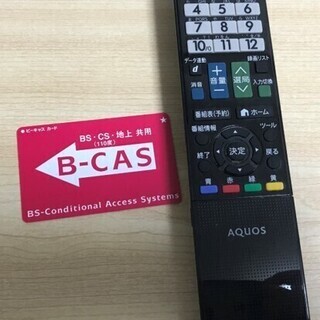 ビーキャス カード
BS・CS・地上 共用
(110度)
B-CAS
BS-Conditional Access Systems
4 5 6
7 8 9
10/0 11 12
データ連動
録画リスト
d
+
音量
-
選局
消音
入力切換
番組表(予約)
ホーム
番組情報
ツール
決定
終了
戻る
青 赤 緑 黄
AQUOS